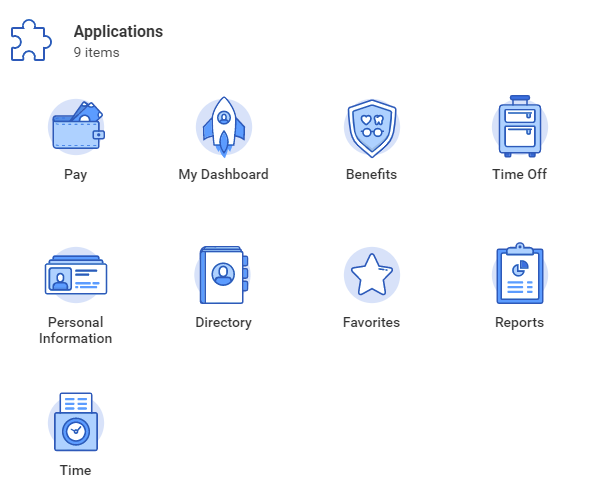 Applications
9 items
Pay
My Dashboard
Benefits
Time Off
Personal
Information
Directory
Favorites
Reports
Time